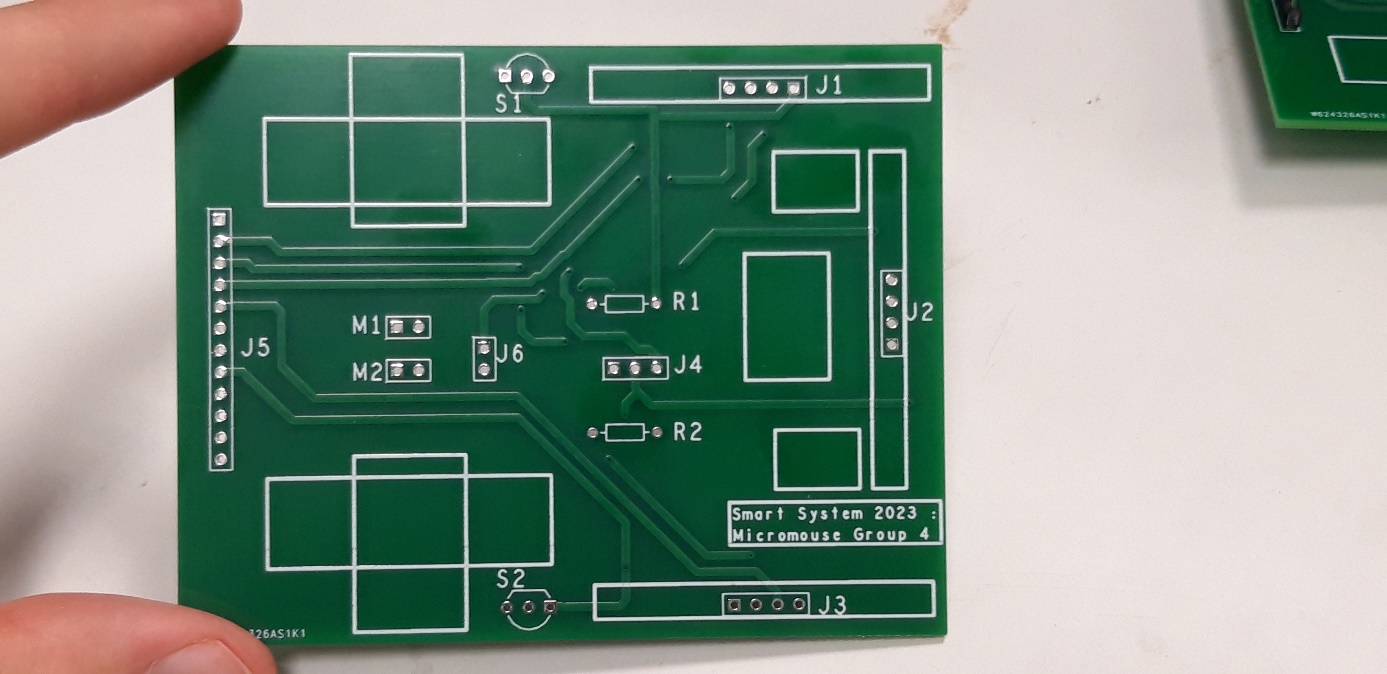 S1
J1
W624326AS1K1
J5
M1
M2
J6
R1
J4
R2
J2
Smart System 2023 :
Micromouse Group 4
S2
J3
326AS1K1